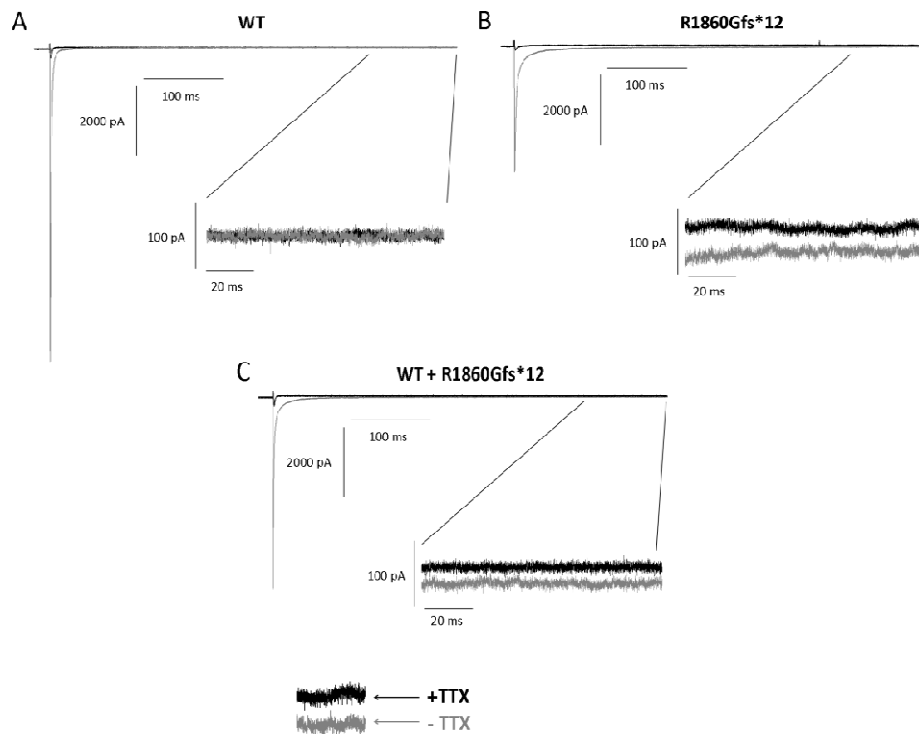 A
WT
100 ms
2000 pA
100 pA
20 ms
B
R1860Gfs*12
100 ms
2000 pA
100 pA
20 ms
C
WT + R1860Gfs*12
100 ms
2000 pA
100 pA
20 ms
+TTX
- TTX